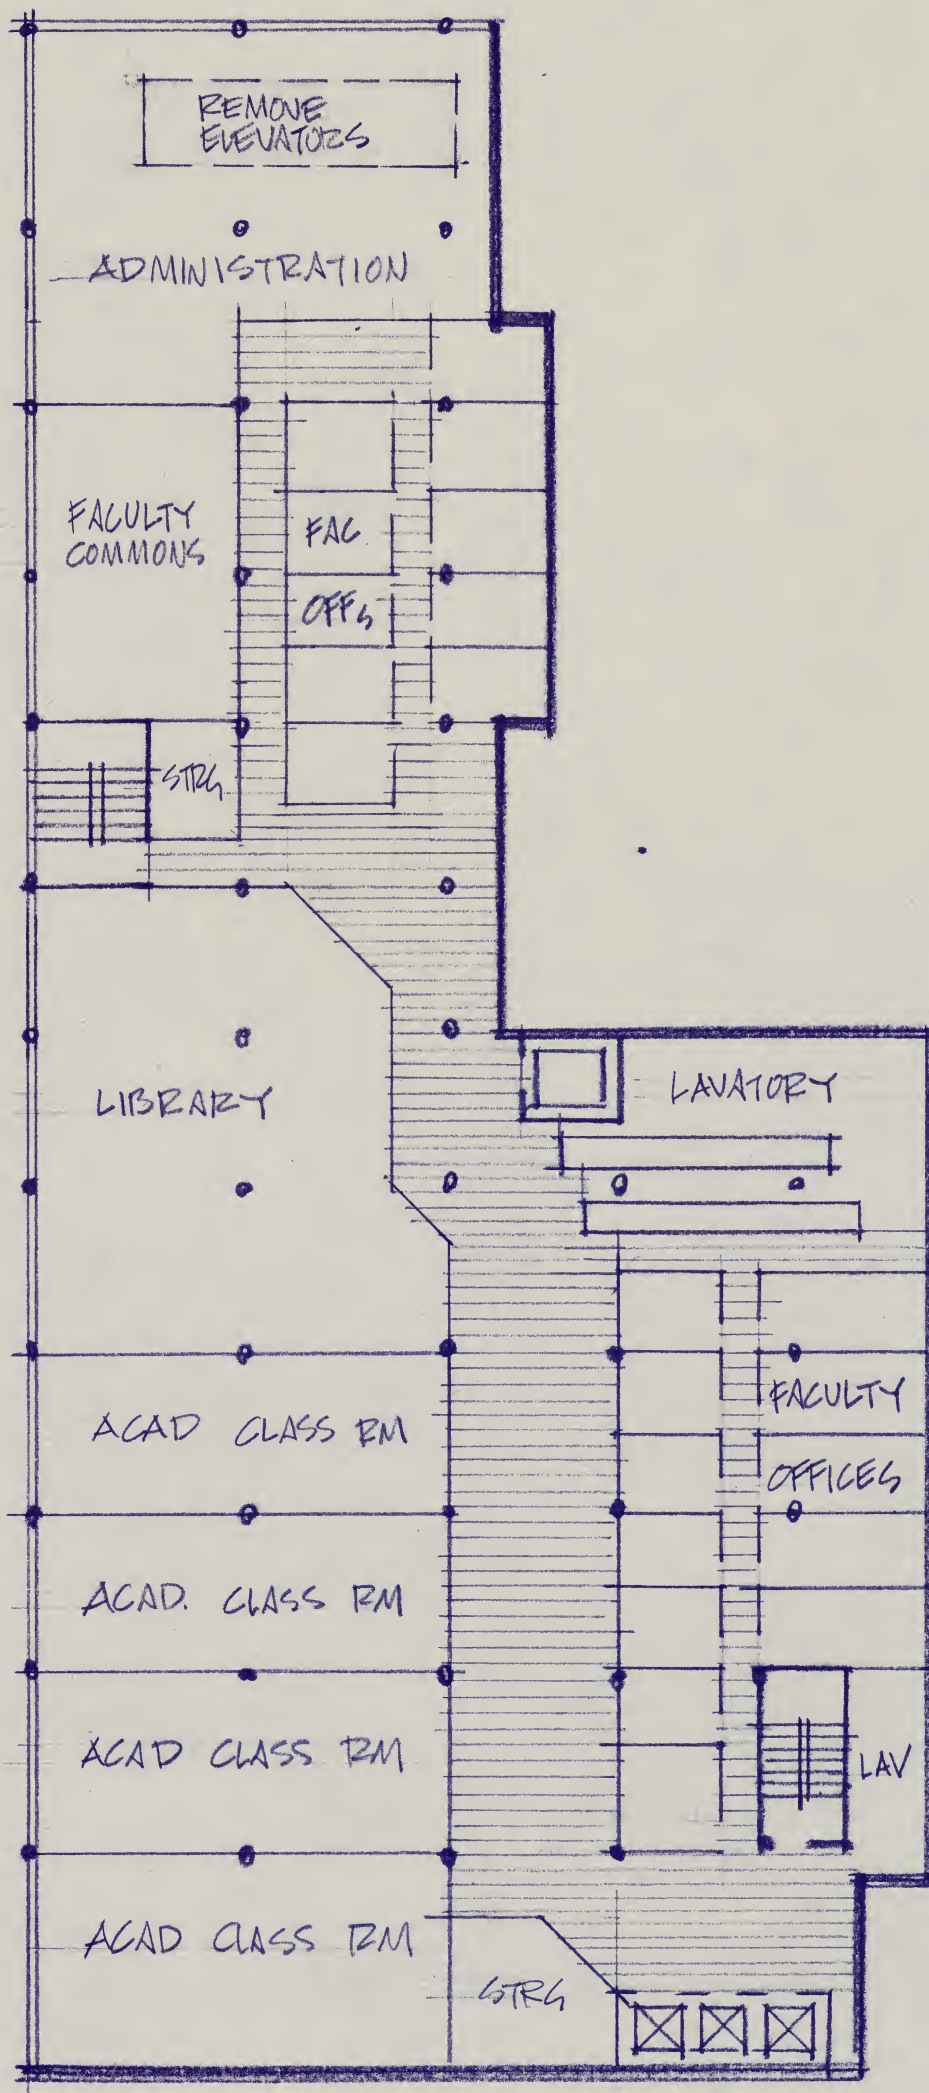 REMOVE
ELEVATORS
ADMINISTRATION
FACULTY
COMMONS
FAC
OFFS
STRG
LIBRARY
LAVATORY
ACAD CLASS RM
FACULTY
OFFICES
ACAD. CLASS RM
ACAD CLASS RM
LAV
ACAD CLASS RM
STRG